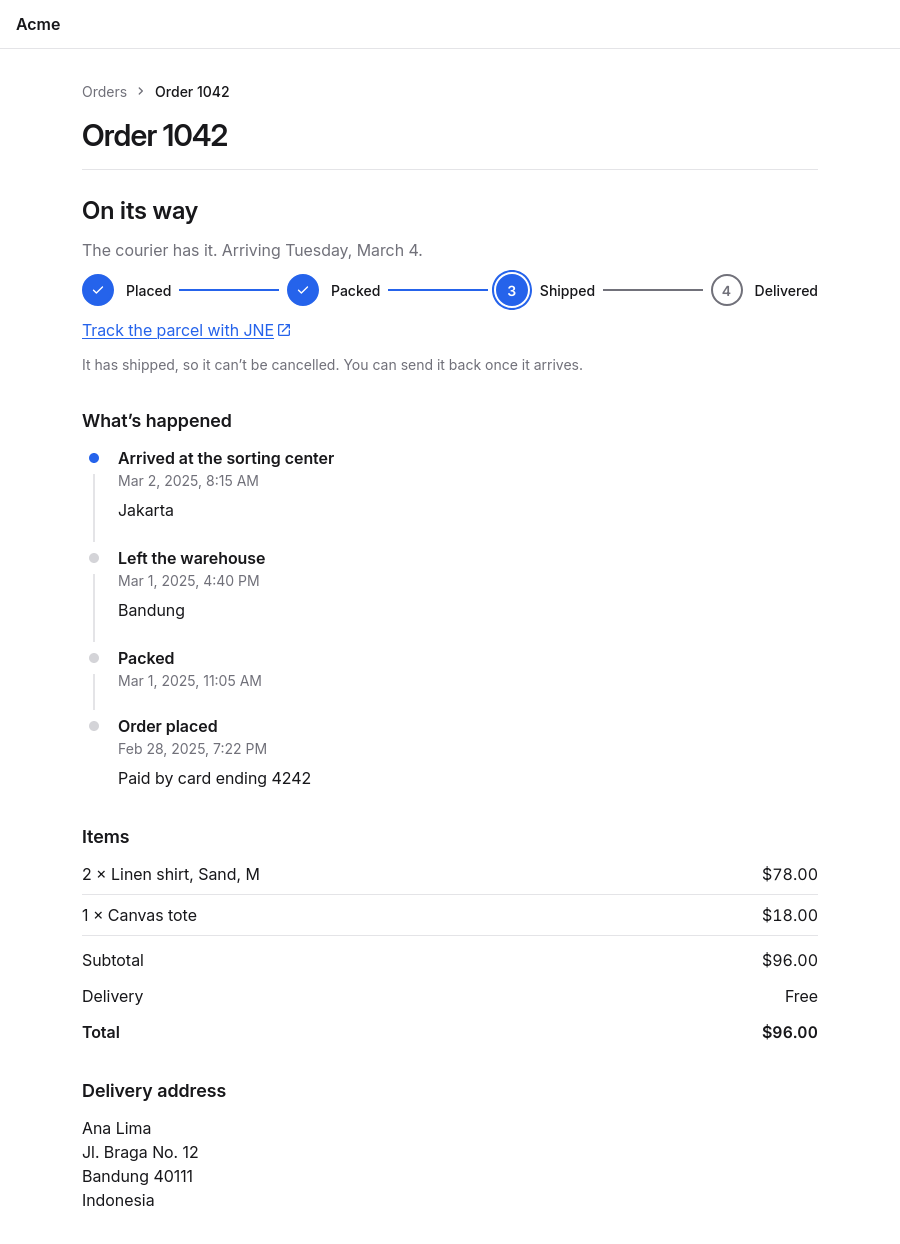 Acme
Orders
Order 1042
Order 1042
On its way
The courier has it. Arriving Tuesday, March 4.
Placed
Packed
3
Shipped
4
Delivered
Track the parcel with JNE
It has shipped, so it can’t be cancelled. You can send it back once it arrives.
What’s happened
Arrived at the sorting center
Mar 2, 2025, 8:15 AM
Jakarta
Left the warehouse
Mar 1, 2025, 4:40 PM
Bandung
Packed
Mar 1, 2025, 11:05 AM
Order placed
Feb 28, 2025, 7:22 PM
Paid by card ending 4242
Items
2 × Linen shirt, Sand, M $78.00
1 × Canvas tote $18.00
Subtotal $96.00
Delivery Free
Total $96.00
Delivery address
Ana Lima
Jl. Braga No. 12
Bandung 40111
Indonesia